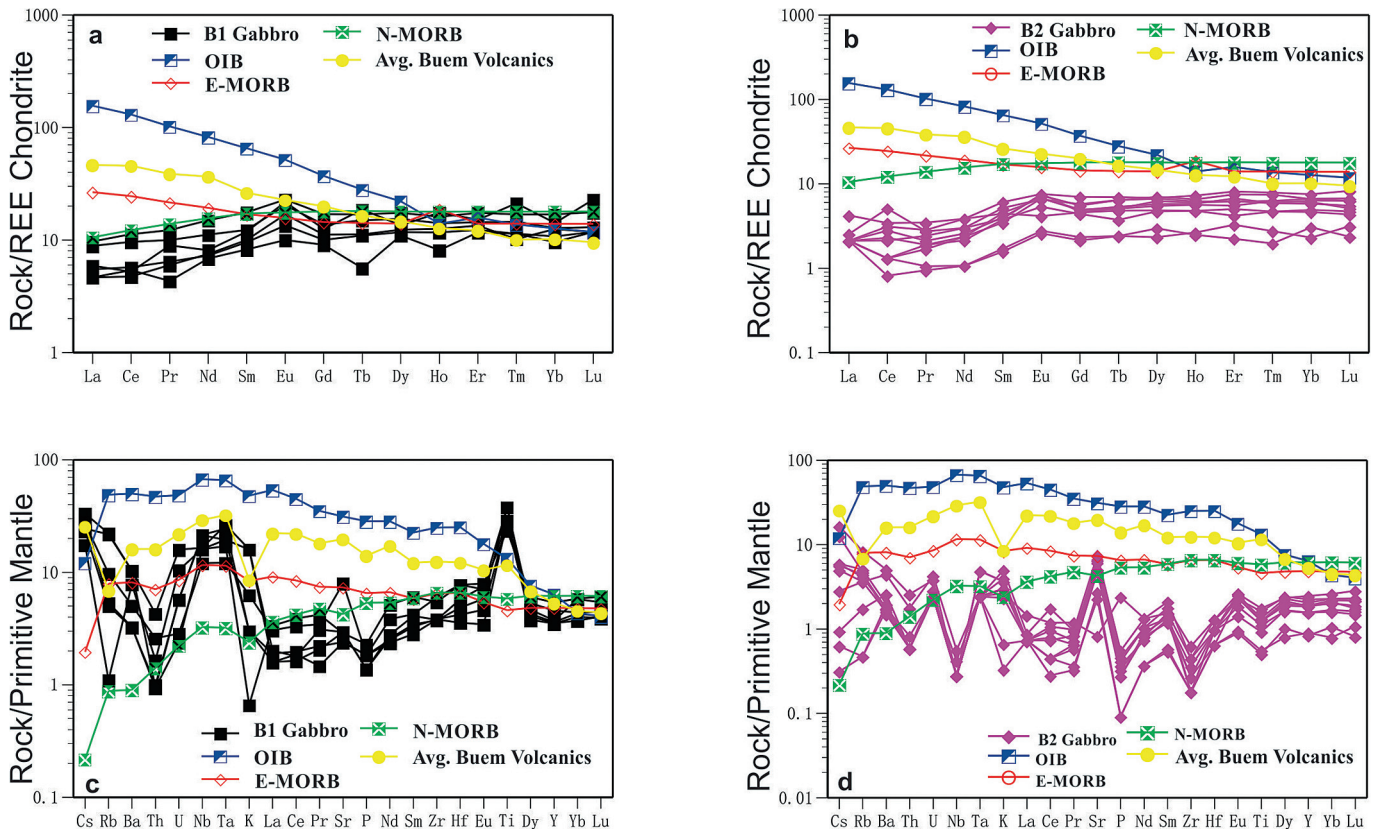 a
B1 Gabbro
N-MORB
OIB
Avg. Buem Volcanics
E-MORB
1000
100
10
1
Rock/REE Chondrite
La Ce Pr Nd Sm Eu Gd Tb Dy Ho Er Tm Yb Lu
b
B2 Gabbro
N-MORB
OIB
Avg. Buem Volcanics
E-MORB
1000
100
10
1
0.1
Rock/REE Chondrite
La Ce Pr Nd Sm Eu Gd Tb Dy Ho Er Tm Yb Lu
100
10
1
0.1
Rock/Primitive Mantle
B1 Gabbro
N-MORB
OIB
Avg. Buem Volcanics
E-MORB
c
Cs Rb Ba Th U Nb Ta K La Ce Pr Sr P Nd Sm Zr Hf Eu Ti Dy Y Yb Lu
100
10
1
0.1
0.01
Rock/Primitive Mantle
B2 Gabbro
N-MORB
OIB
Avg. Buem Volcanics
E-MORB
d
Cs Rb Ba Th U Nb Ta K La Ce Pr Sr P Nd Sm Zr Hf Eu Ti Dy Y Yb Lu